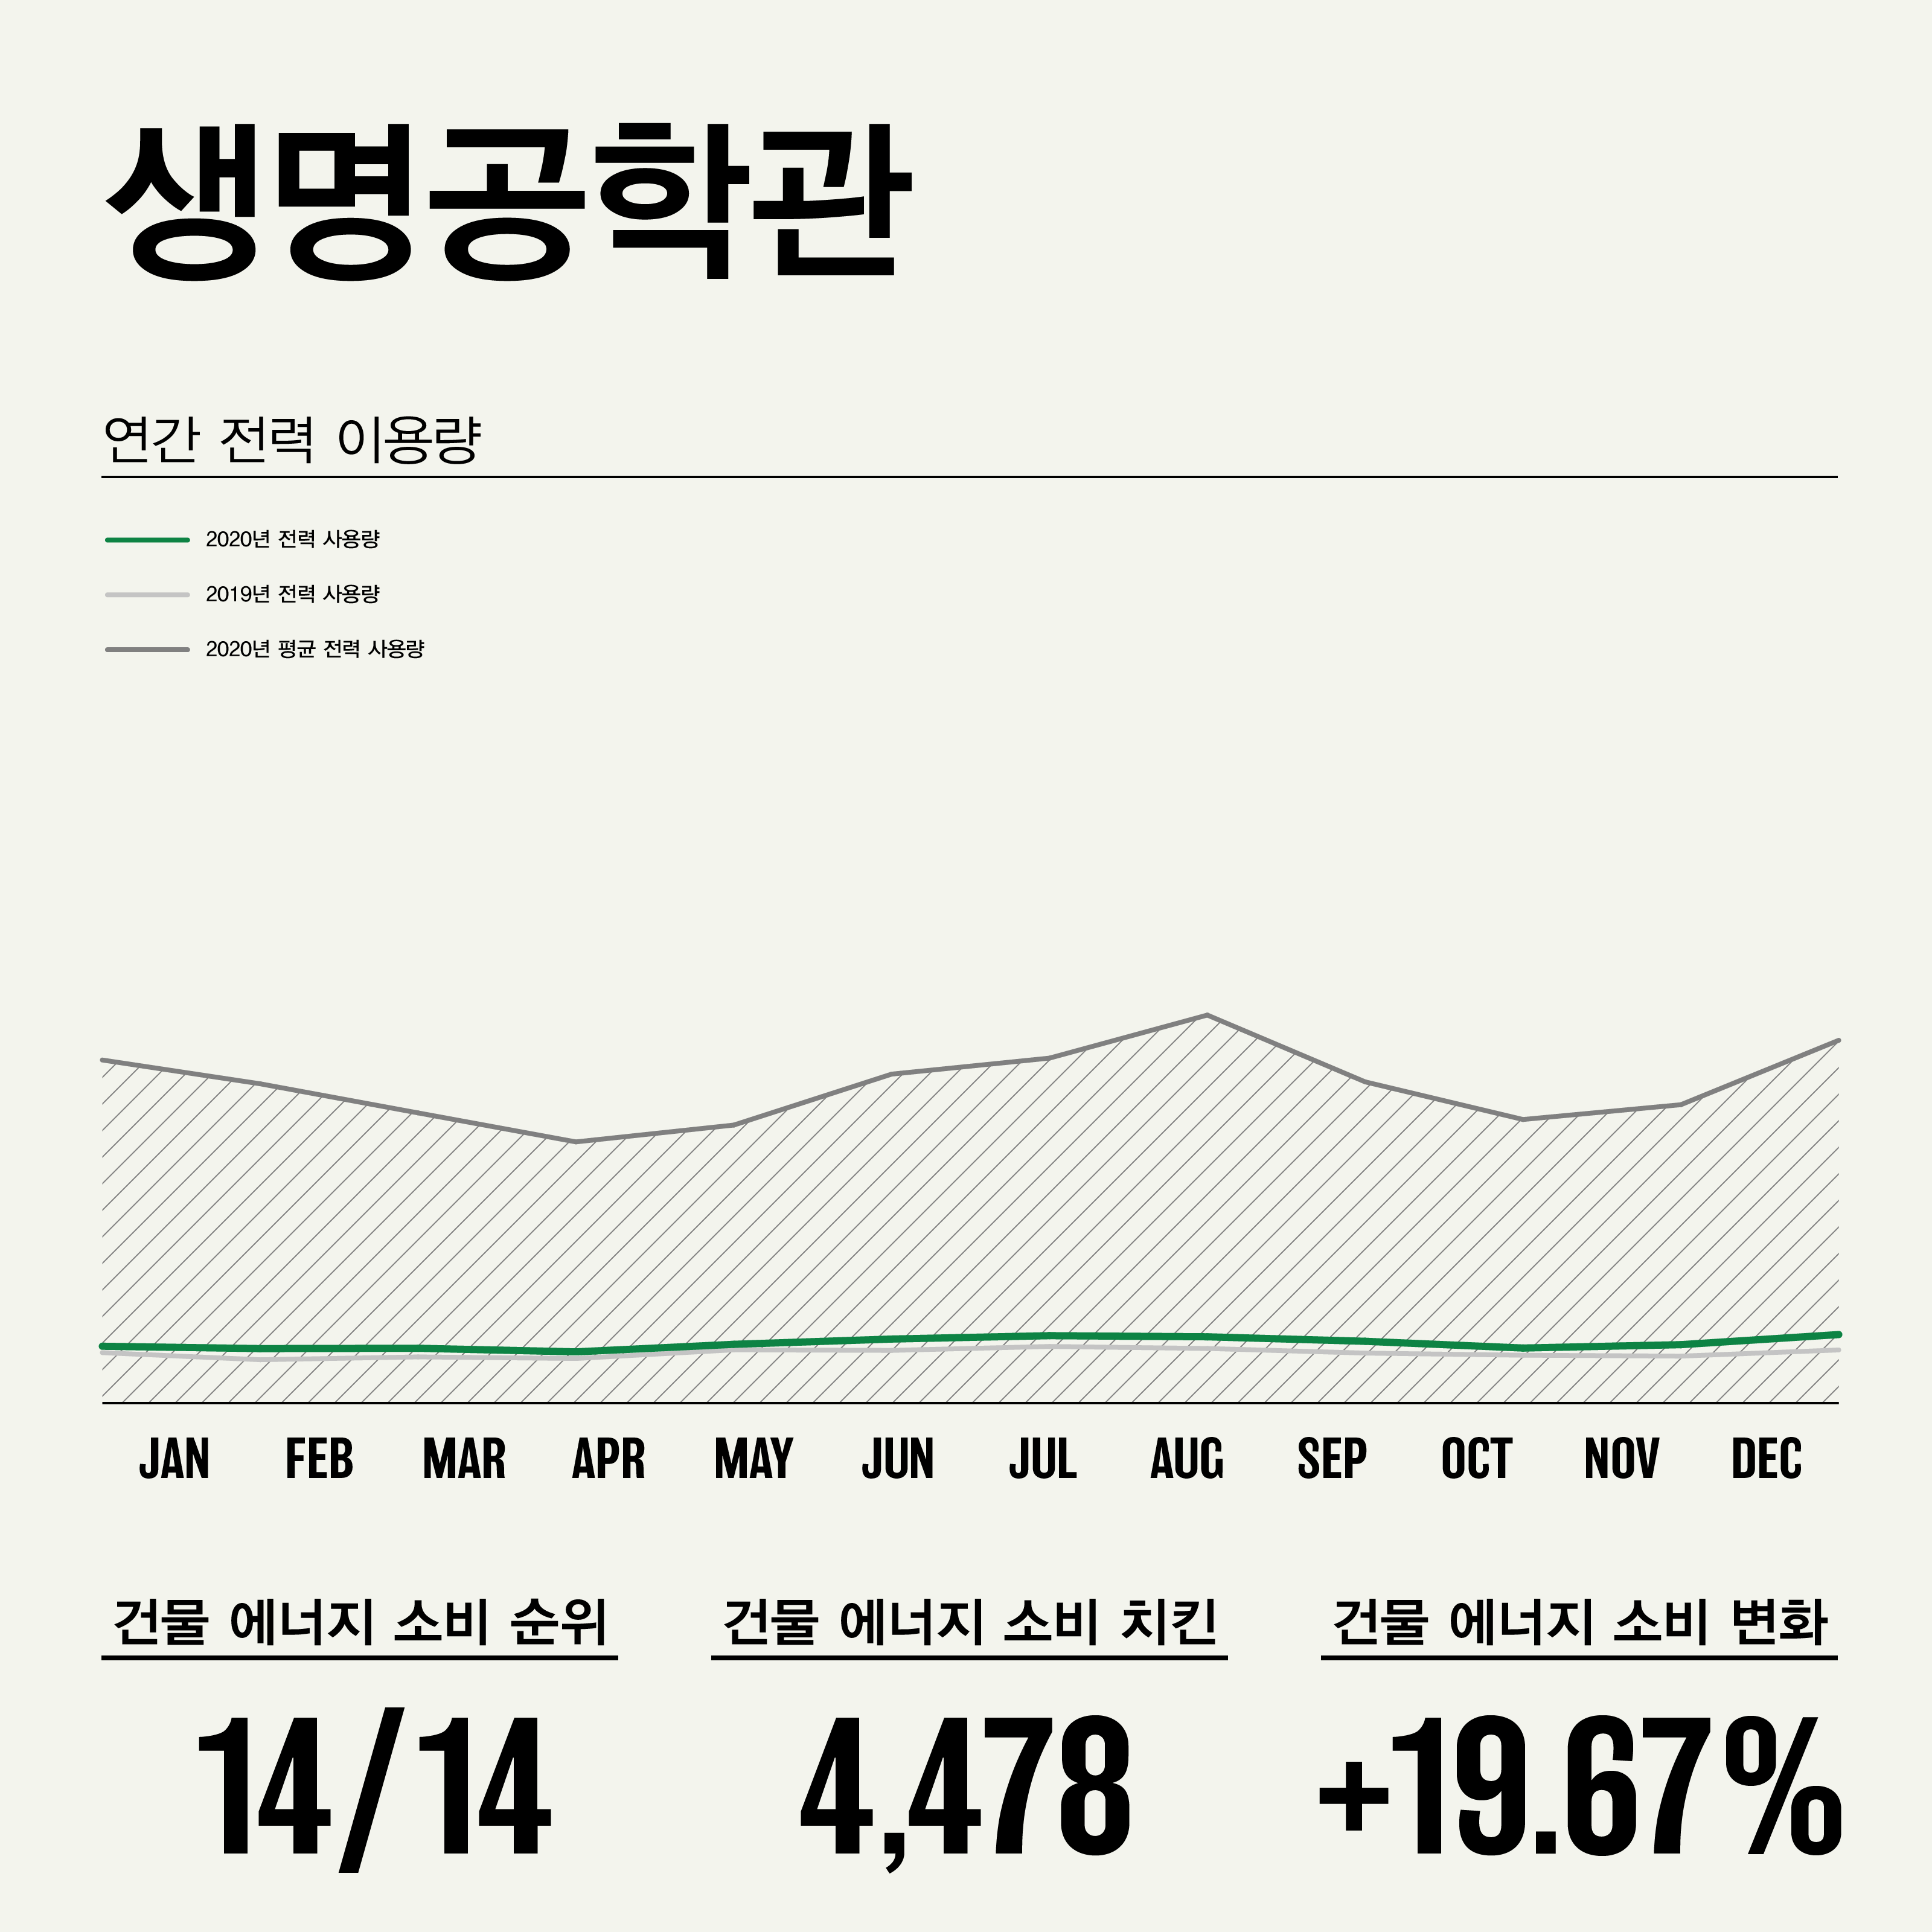 생명공학관
연간 전력 이용량
2020년 전력 사용량
2019년 전력 사용량
2020년 평균 전력 사용량
JAN FEB MAR APR MAY JUN JUL AUG SEP OCT NOV DEC
건물 에너지 소비 순위 건물 에너지 소비 치킨 건물 에너지 소비 변화
14/14 4,478 +19.67%